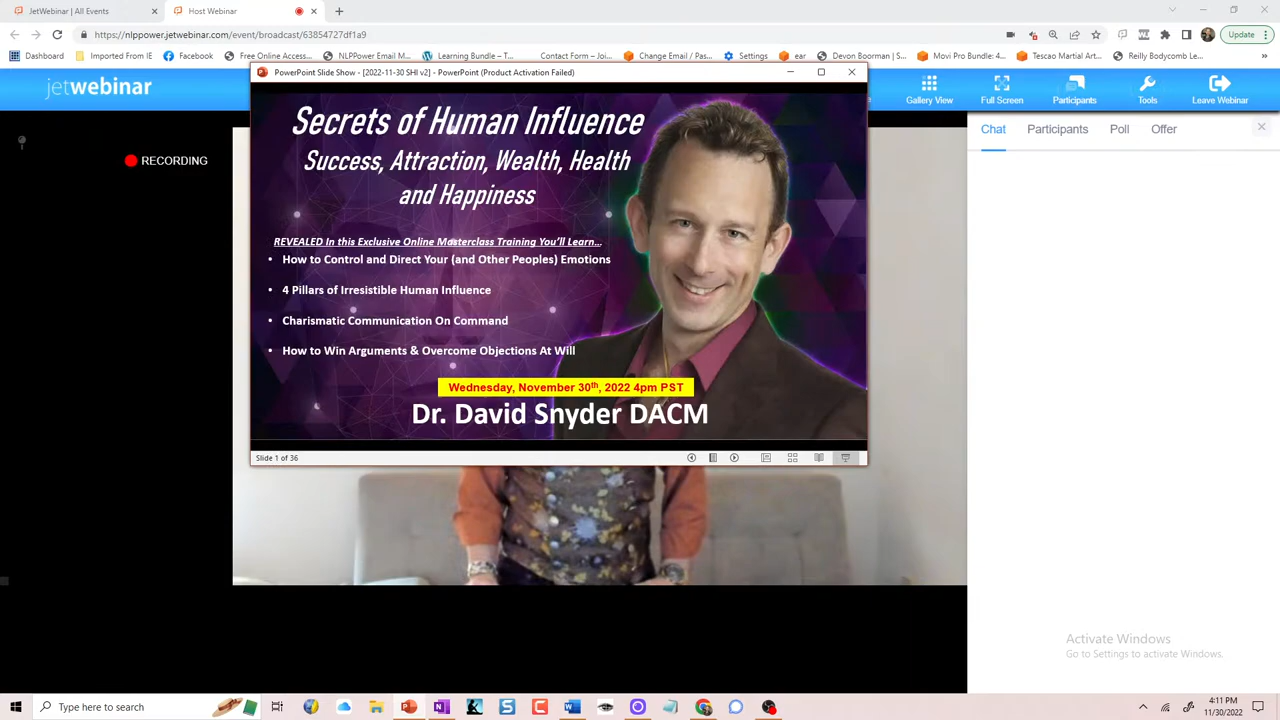 JetWebinar | All Events
Host Webinar
https://nlppower.jetwebinar.com/event/broadcast/63854727df1a9
Update
Dashboard
Imported From IE
Facebook
Free Online Access...
NLPPower Email M...
Learning Bundle – T...
Contact Form – Joi...
Change Email / Pas...
Settings
ear
Devon Boorman | S...
Movi Pro Bundle: 4...
Tescao Martial Art...
Reilly Bodycomb Le...
jetwebinar
Gallery View
Full Screen
Participants
Tools
Leave Webinar
PowerPoint Slide Show - [2022-11-30 SHI v2] - PowerPoint (Product Activation Failed)
Chat
Participants
Poll
Offer
RECORDING
Secrets of Human Influence
Success, Attraction, Wealth, Health
and Happiness
REVEALED In this Exclusive Online Masterclass Training You'll Learn...
• How to Control and Direct Your (and Other Peoples) Emotions
• 4 Pillars of Irresistible Human Influence
• Charismatic Communication On Command
• How to Win Arguments & Overcome Objections At Will
Wednesday, November 30th, 2022 4pm PST
Dr. David Snyder DACM
Slide 1 of 36
Activate Windows
Go to Settings to activate Windows.
Type here to search
4:11 PM
11/30/2022